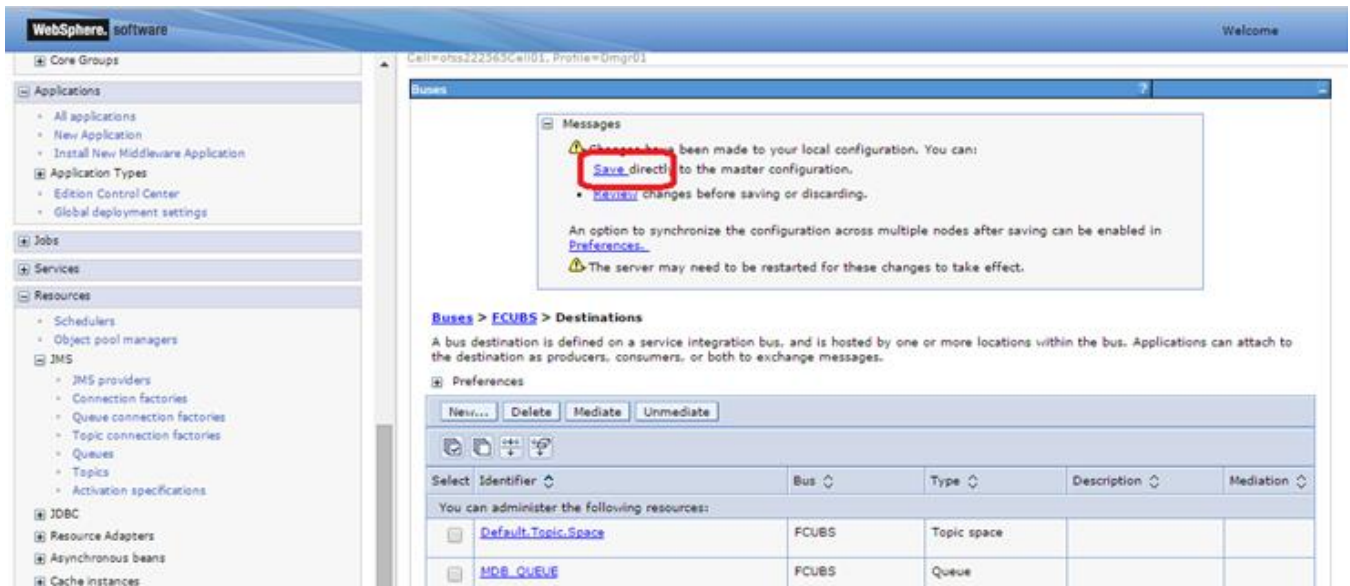 WebSphere. software
Welcome
Core Groups
Applications
All applications
New Application
Install New Middleware Application
Application Types
Edition Control Center
Global deployment settings
Jobs
Services
Resources
Schedulers
Object pool managers
JMS
JMS providers
Connection factories
Queue connection factories
Topic connection factories
Queues
Topics
Activation specifications
JDBC
Resource Adapters
Asynchronous beans
Cache instances
Cell=ofss222565Cell01, Profile=Dmgr01
Buses ?
Messages
Changes have been made to your local configuration. You can:
Save directly to the master configuration.
Review changes before saving or discarding.
An option to synchronize the configuration across multiple nodes after saving can be enabled in
Preferences.
The server may need to be restarted for these changes to take effect.
Buses > FCUBS > Destinations
A bus destination is defined on a service integration bus, and is hosted by one or more locations within the bus. Applications can attach to
the destination as producers, consumers, or both to exchange messages.
Preferences
New... Delete Mediate Unmediate
Select Identifier Bus Type Description Mediation
You can administer the following resources:
Default.Topic.Space FCUBS Topic space
MDB_QUEUE FCUBS Queue